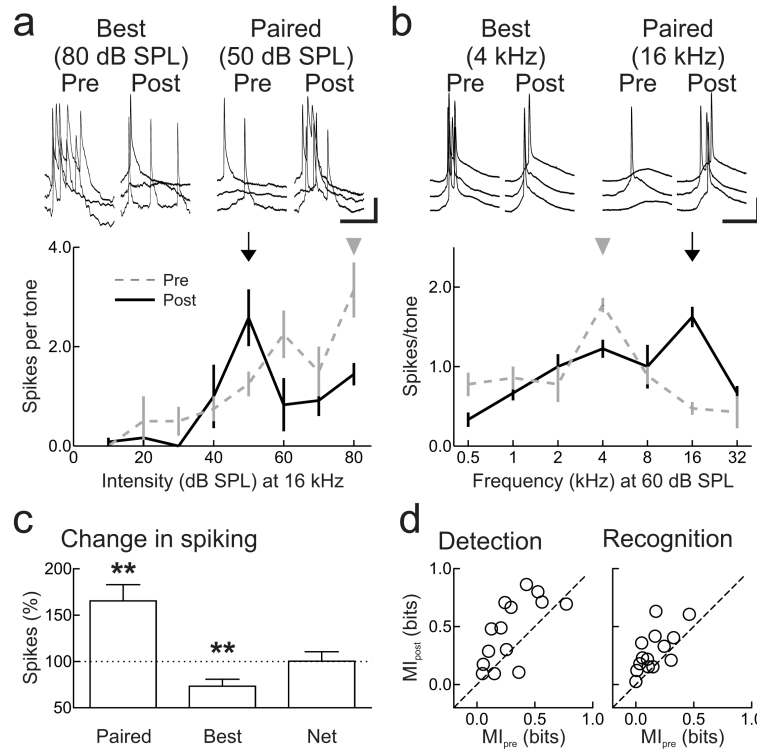 a
Best
(80 dB SPL)
Pre Post
Paired
(50 dB SPL)
Pre Post
4.0
2.0
0.0
Spikes per tone
Pre
Post
0 20 40 60 80
Intensity (dB SPL) at 16 kHz
b
Best
(4 kHz)
Pre Post
Paired
(16 kHz)
Pre Post
2.0
1.0
0.0
Spikes/tone
0.5 1 2 4 8 16 32
Frequency (kHz) at 60 dB SPL
c
Change in spiking
200
150
100
50
Spikes (%)
**
**
Paired Best Net
d
Detection
Recognition
1.0
0.5
0.0
MIpost (bits)
0.0 0.5 1.0
MIpre (bits)
0.0 0.5 1.0
MIpre (bits)